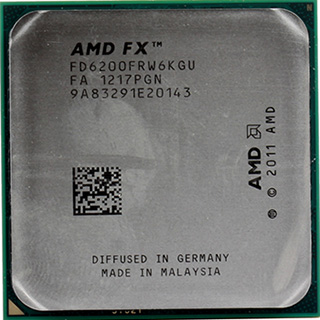 AMD FX™
FD6200FRW6KGU
FA 1217PGN
9A83291E20143
AMD
© 2011 AMD
DIFFUSED IN GERMANY
MADE IN MALAYSIA